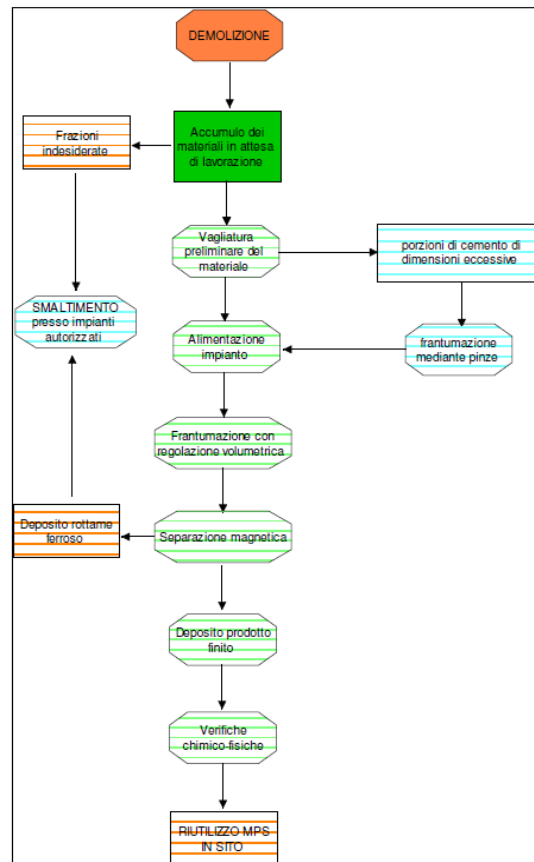 DEMOLIZIONE
Frazioni
indesiderate
Accumulo dei
materiali in attesa
di lavorazione
Vagliatura
preliminare del
materiale
porzioni di cemento di
dimensioni eccessive
SMALTIMENTO
presso impianti
autorizzati
Alimentazione
impianto
frantumazione
mediante pinze
Frantumazione con
regolazione volumetrica
Deposito rottame
ferroso
Separazione magnetica
Deposito prodotto
finito
Verifiche
chimico-fisiche
RIUTILIZZO MPS
IN SITO